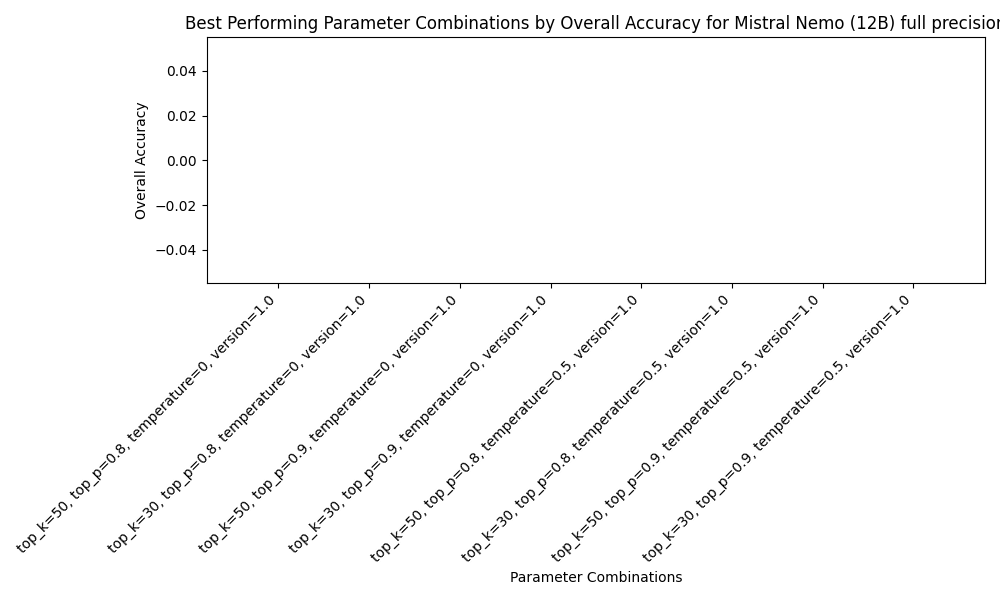 Best Performing Parameter Combinations by Overall Accuracy for Mistral Nemo (12B) full precision
Overall Accuracy
0.04
0.02
0.00
−0.02
−0.04
top_k=50, top_p=0.8, temperature=0, version=1.0
top_k=30, top_p=0.8, temperature=0, version=1.0
top_k=50, top_p=0.9, temperature=0, version=1.0
top_k=30, top_p=0.9, temperature=0, version=1.0
top_k=50, top_p=0.8, temperature=0.5, version=1.0
top_k=30, top_p=0.8, temperature=0.5, version=1.0
top_k=50, top_p=0.9, temperature=0.5, version=1.0
top_k=30, top_p=0.9, temperature=0.5, version=1.0
Parameter Combinations